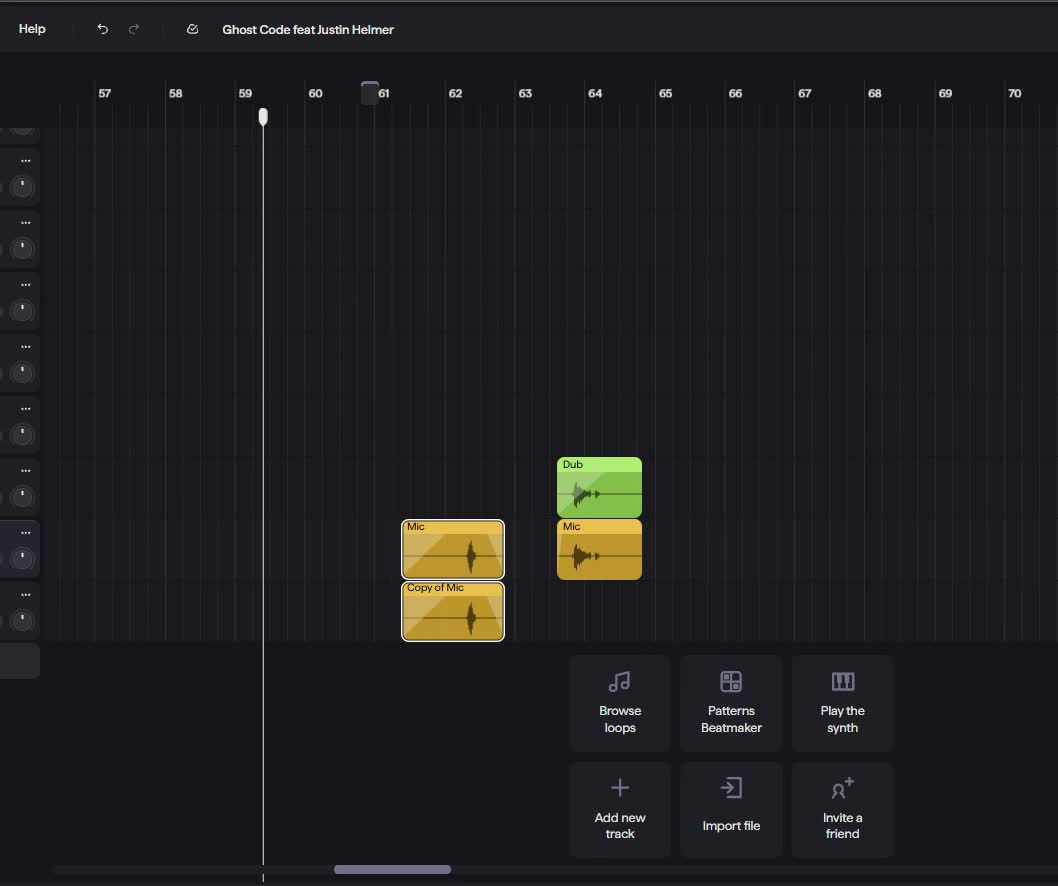 Help
Ghost Code feat Justin Helmer
57 58 59 60 61 62 63 64 65 66 67 68 69 70
Dub
Mic
Mic
Copy of Mic
Browse
loops
Patterns
Beatmaker
Play the
synth
Add new
track
Import file
Invite a
friend